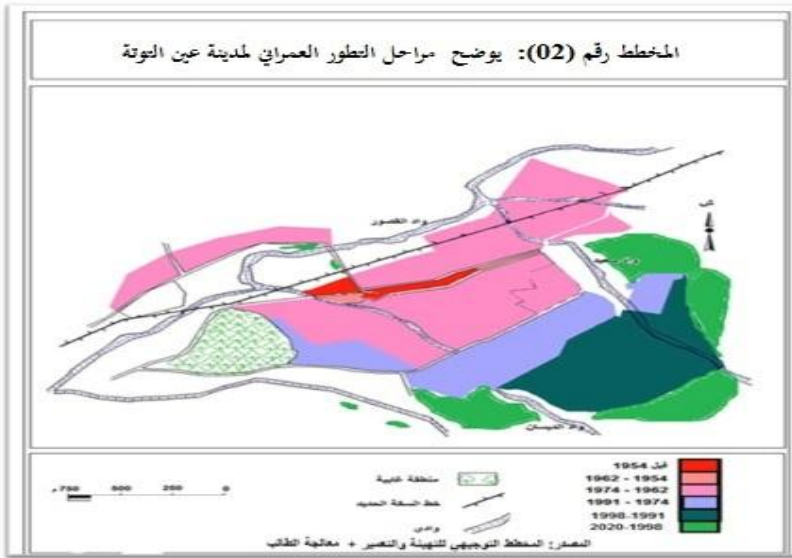 المخطط رقم (02): يوضح مراحل التطور العمراني لمدينة عين التوتة
واد القصور
ش
واد الميسان
قبل 1954
1954 - 1962
1962 - 1974
1974 - 1991
1991-1998
1998-2020
منطقة غابية
خط السكة الحديد
وادي
0 250 500 750م
المصدر: المخطط التوجيهي للتهيئة والتعمير + معالجة الطالب